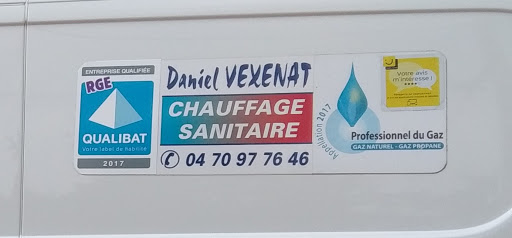 ENTREPRISE QUALIFIÉE
RGE
QUALIBAT
Votre label de fiabilité
2017
Daniel VEXENAT
CHAUFFAGE
SANITAIRE
04 70 97 76 46
Appellation 2017
Votre avis
m'intéresse !
Professionnel du Gaz
GAZ NATUREL - GAZ PROPANE